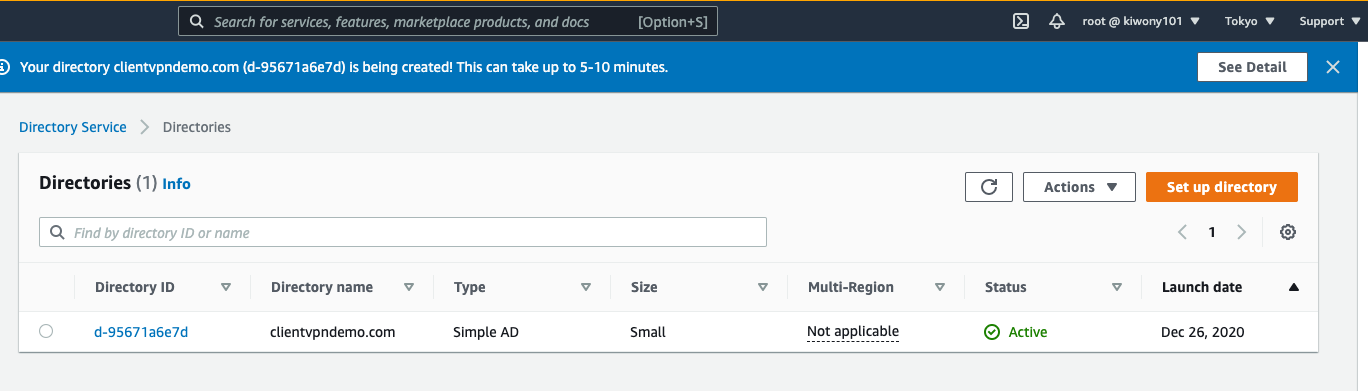 Search for services, features, marketplace products, and docs [Option+S] root @ kiwony101 Tokyo Support
Your directory clientvpndemo.com (d-95671a6e7d) is being created! This can take up to 5-10 minutes. See Detail
Directory Service Directories
Directories (1) Info Actions Set up directory
Find by directory ID or name 1
Directory ID Directory name Type Size Multi-Region Status Launch date
d-95671a6e7d clientvpndemo.com Simple AD Small Not applicable Active Dec 26, 2020